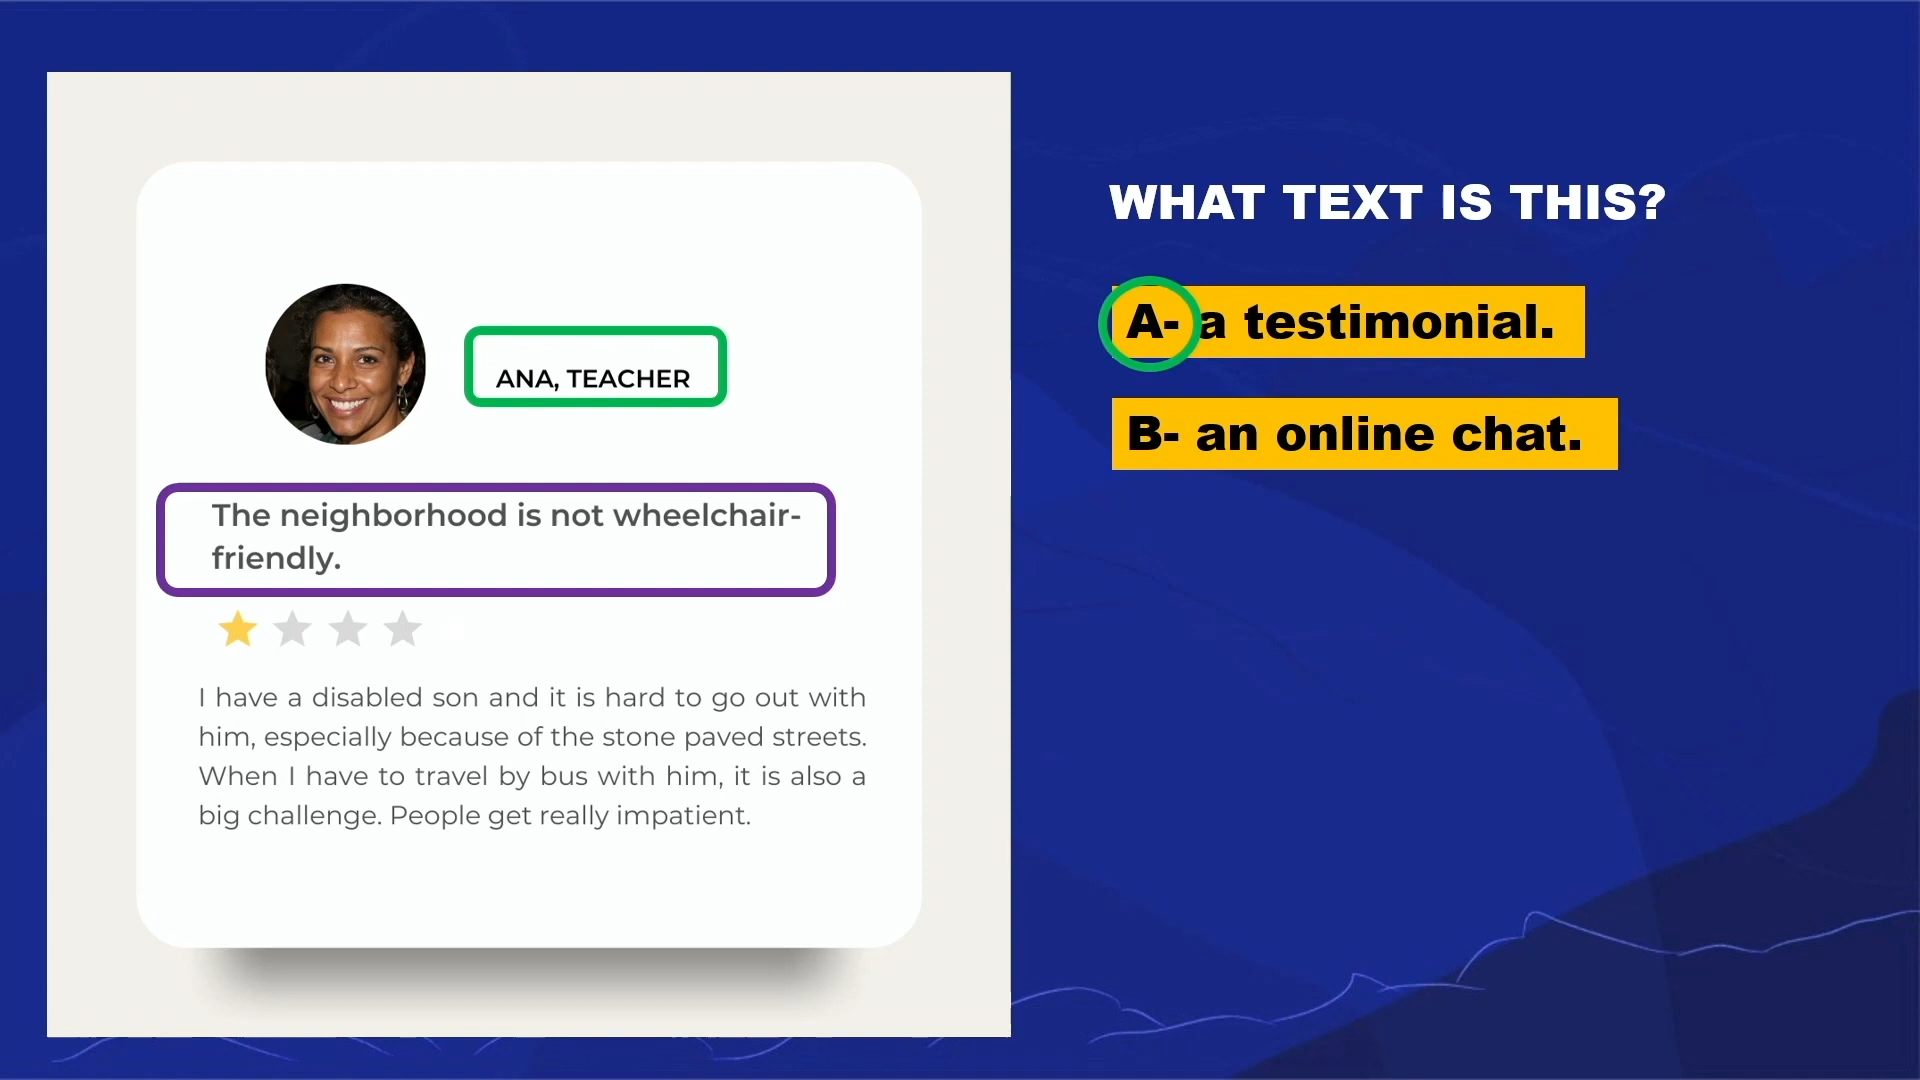 ANA, TEACHER
The neighborhood is not wheelchair-
friendly.
I have a disabled son and it is hard to go out with
him, especially because of the stone paved streets.
When I have to travel by bus with him, it is also a
big challenge. People get really impatient.
WHAT TEXT IS THIS?
A- a testimonial.
B- an online chat.